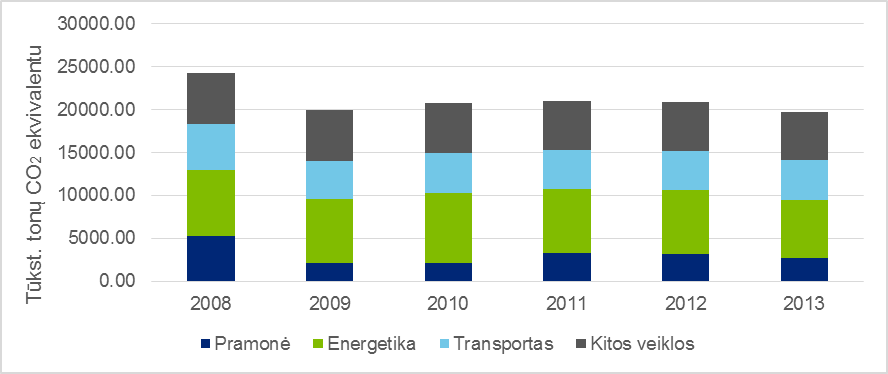 Tūkst. tonų CO2 ekvivalentu
30000.00
25000.00
20000.00
15000.00
10000.00
5000.00
0.00
2008 2009 2010 2011 2012 2013
Pramonė Energetika Transportas Kitos veiklos